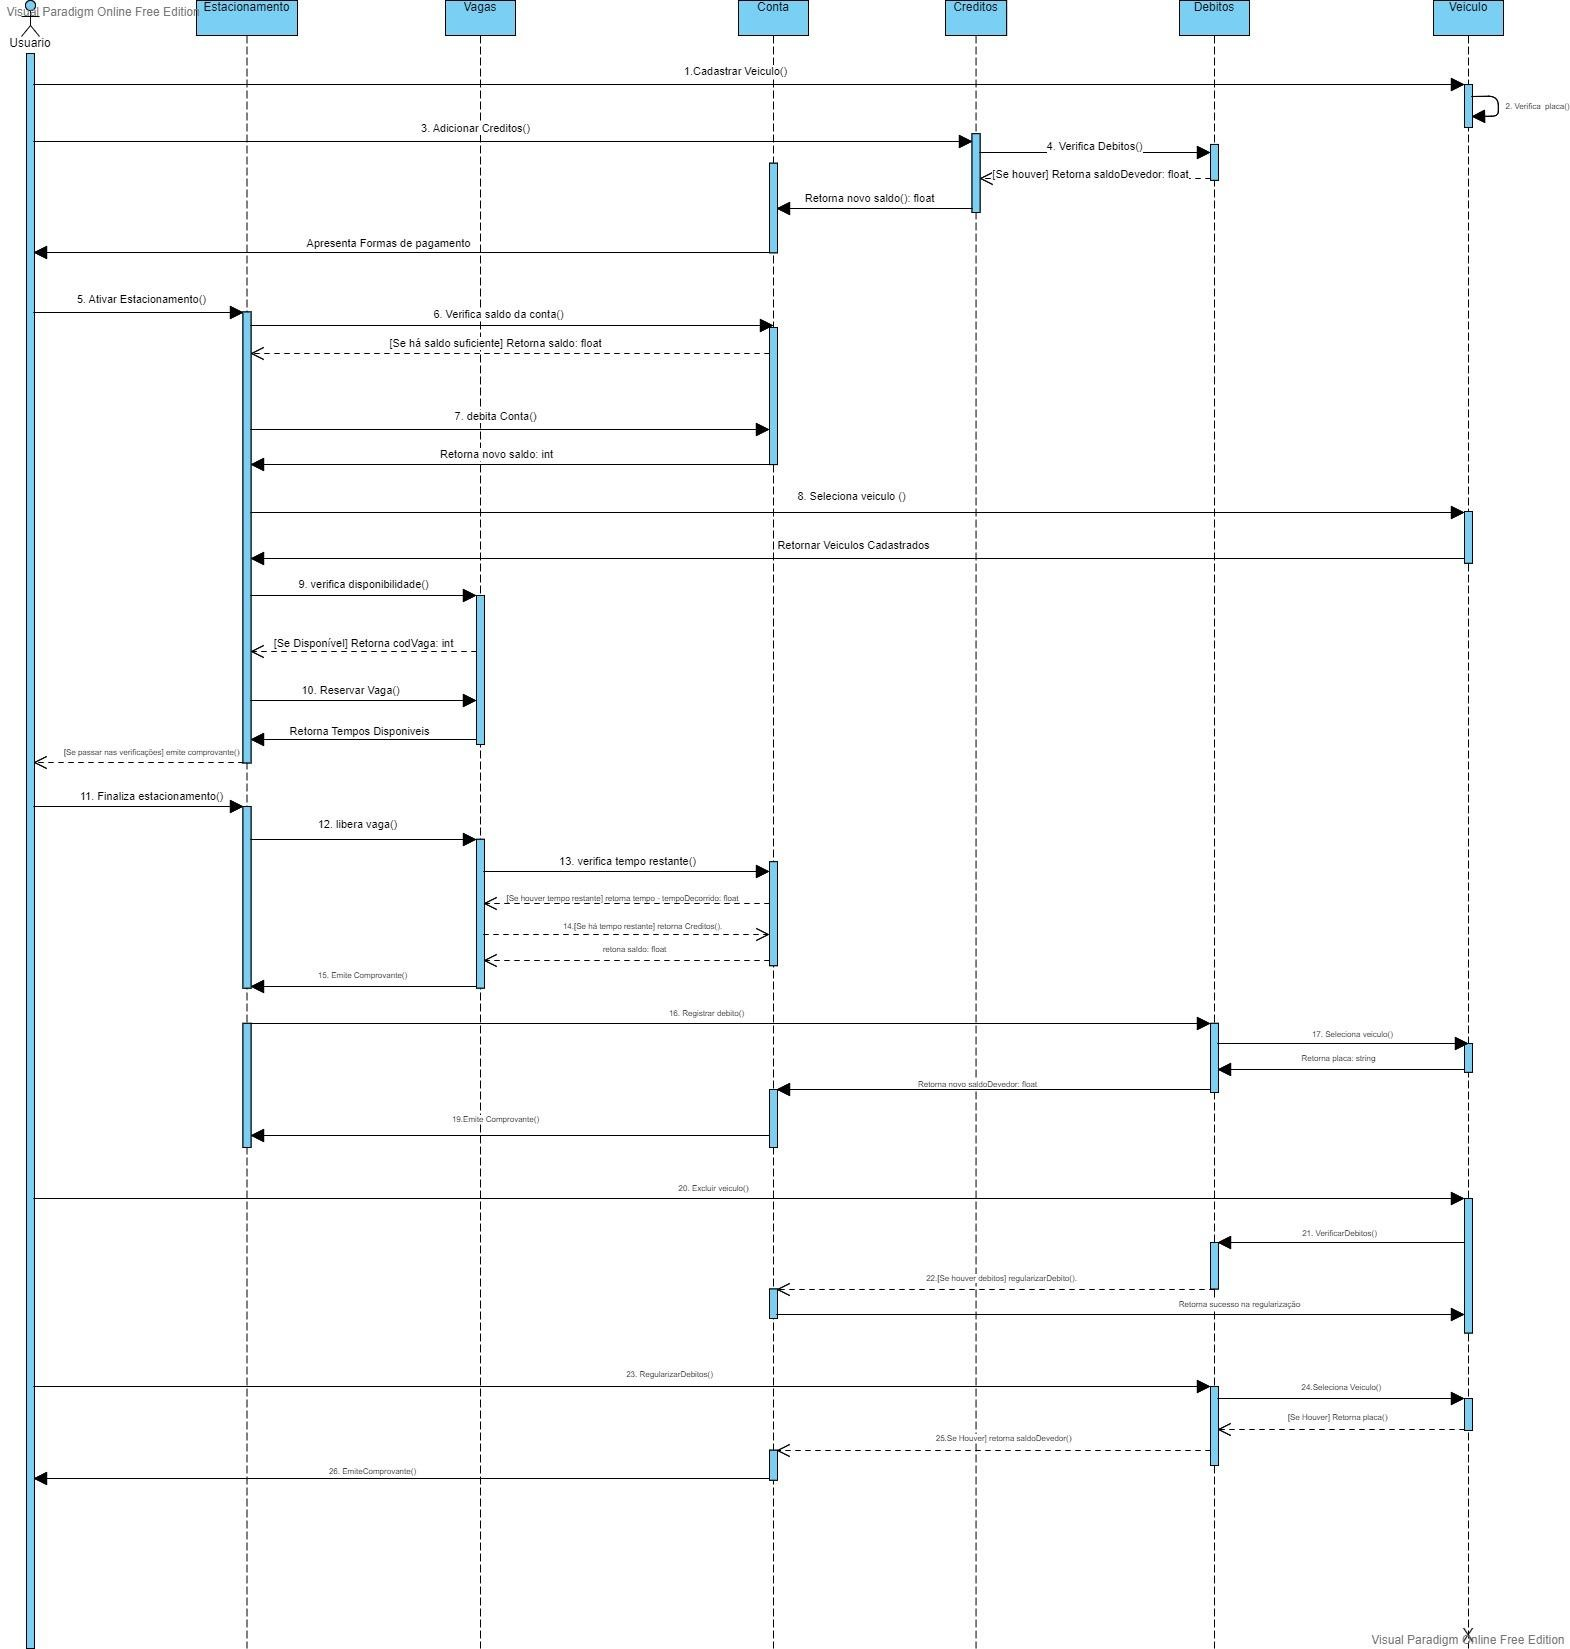 Visual Paradigm Online Free Edition
Usuario
Estacionamento
Vagas
Conta
Creditos
Debitos
Veiculo
1.Cadastrar Veiculo()
2. Verifica placa()
3. Adicionar Creditos()
4. Verifica Debitos()
[Se houver] Retorna saldoDevedor: float
Retorna novo saldo(): float
Apresenta Formas de pagamento
5. Ativar Estacionamento()
6. Verifica saldo da conta()
[Se há saldo suficiente] Retorna saldo: float
7. debita Conta()
Retorna novo saldo: int
8. Seleciona veiculo ()
Retornar Veiculos Cadastrados
9. verifica disponibilidade()
[Se Disponível] Retorna codVaga: int
10. Reservar Vaga()
Retorna Tempos Disponiveis
[Se passar nas verificações] emite comprovante()
11. Finaliza estacionamento()
12. libera vaga()
13. verifica tempo restante()
[Se houver tempo restante] retorna tempo - tempoDecorrido: float
14.[Se há tempo restante] retorna Creditos().
retona saldo: float
15. Emite Comprovante()
16. Registrar debito()
17. Seleciona veiculo()
Retorna placa: string
Retorna novo saldoDevedor: float
19.Emite Comprovante()
20. Excluir veiculo()
21. VerificarDebitos()
22.[Se houver debitos] regularizarDebito().
Retorna sucesso na regularização
23. RegularizarDebitos()
24.Seleciona Veiculo()
[Se Houver] Retorna placa()
25.Se Houver] retorna saldoDevedor()
26. EmiteComprovante()
Visual Paradigm Online Free Edition